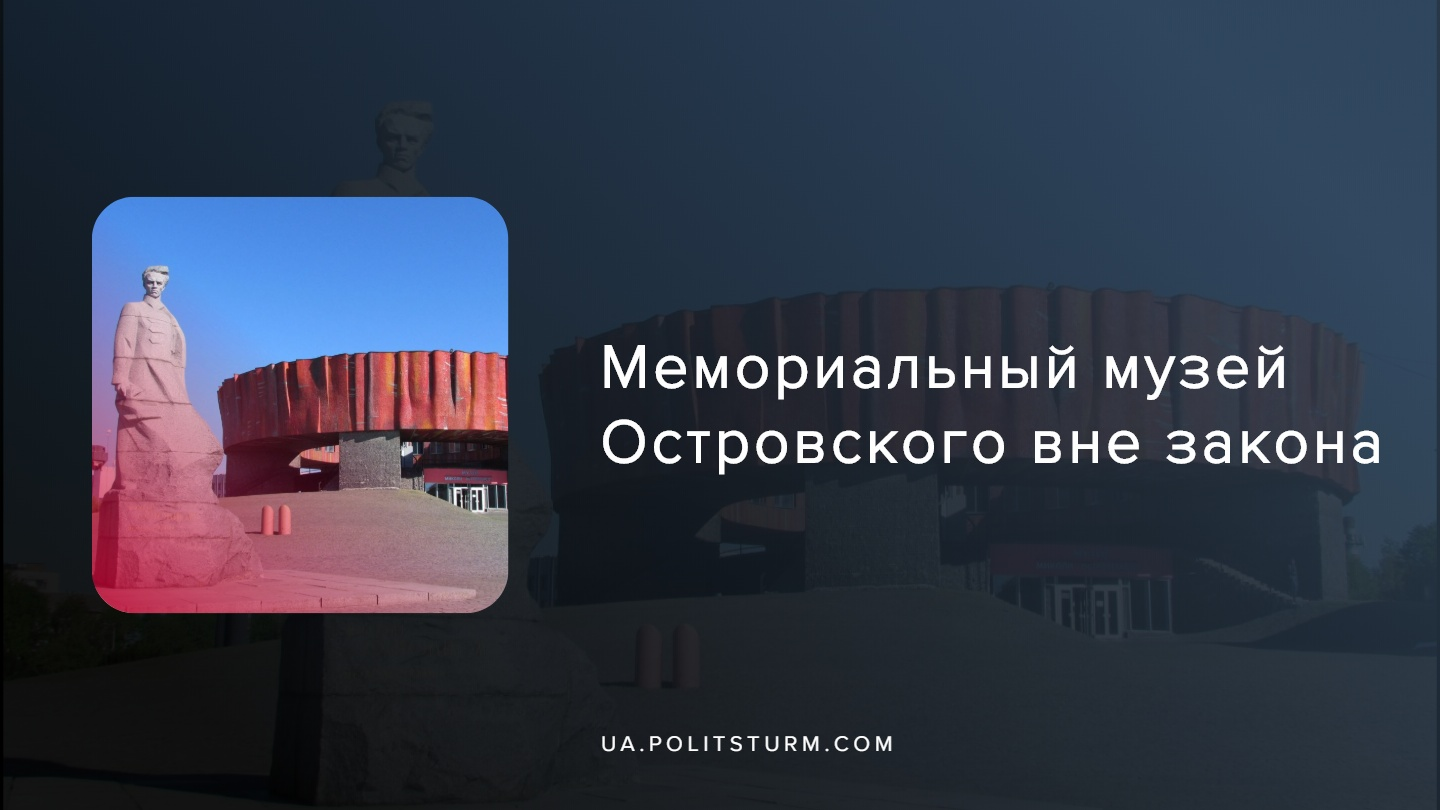 Мемориальный музей
Островского вне закона
UA.POLITSTURM.COM